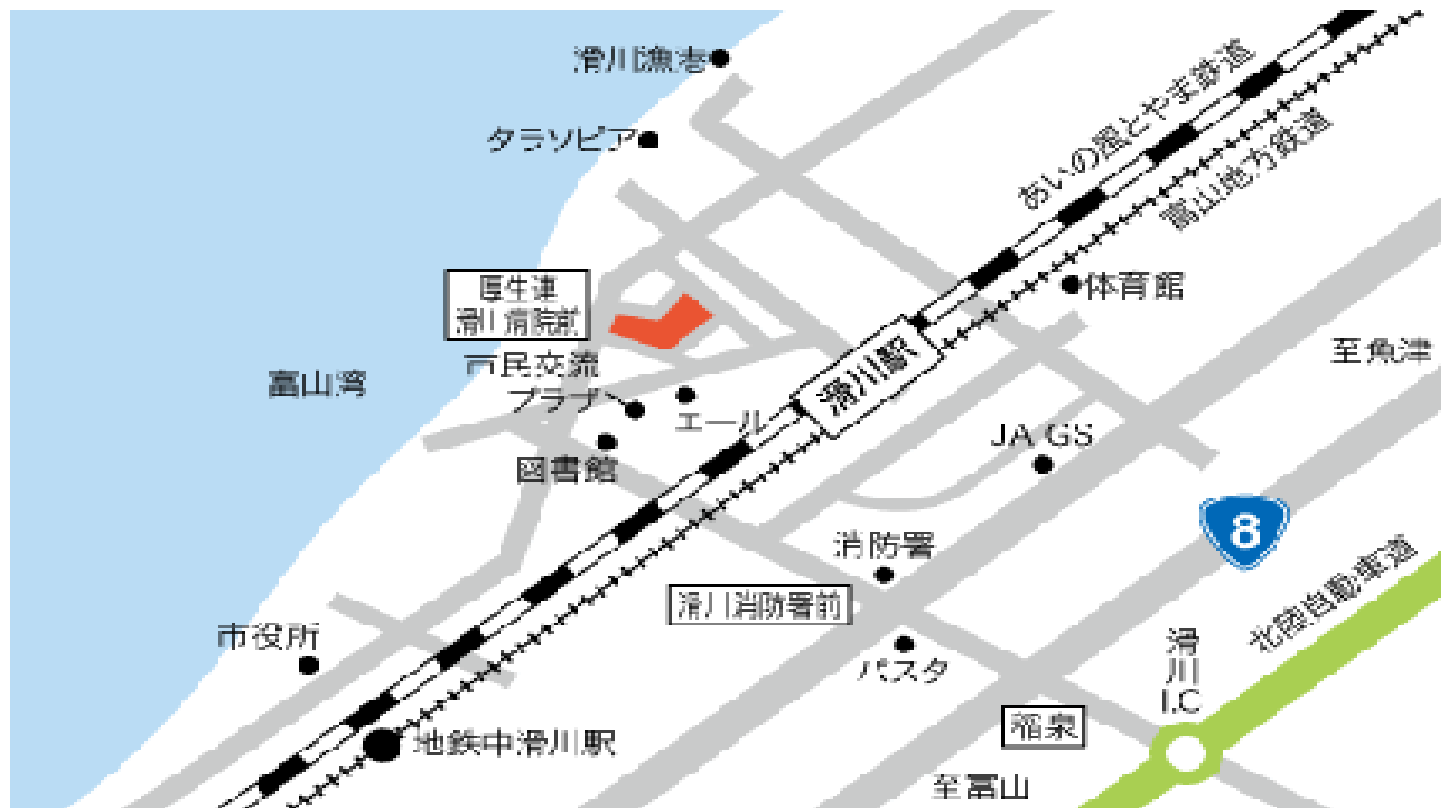 滑川漁港
タラソピア
あいの風とやま鉄道
富山地方鉄道
体育館
厚生連
滑川病院前
至魚津
滑川駅
市民交流
プラザ
富山湾
エール
JA GS
図書館
8
消防署
滑川消防署前
北陸自動車道
市役所
滑川
I.C
パスタ
稲泉
地鉄中滑川駅
至富山